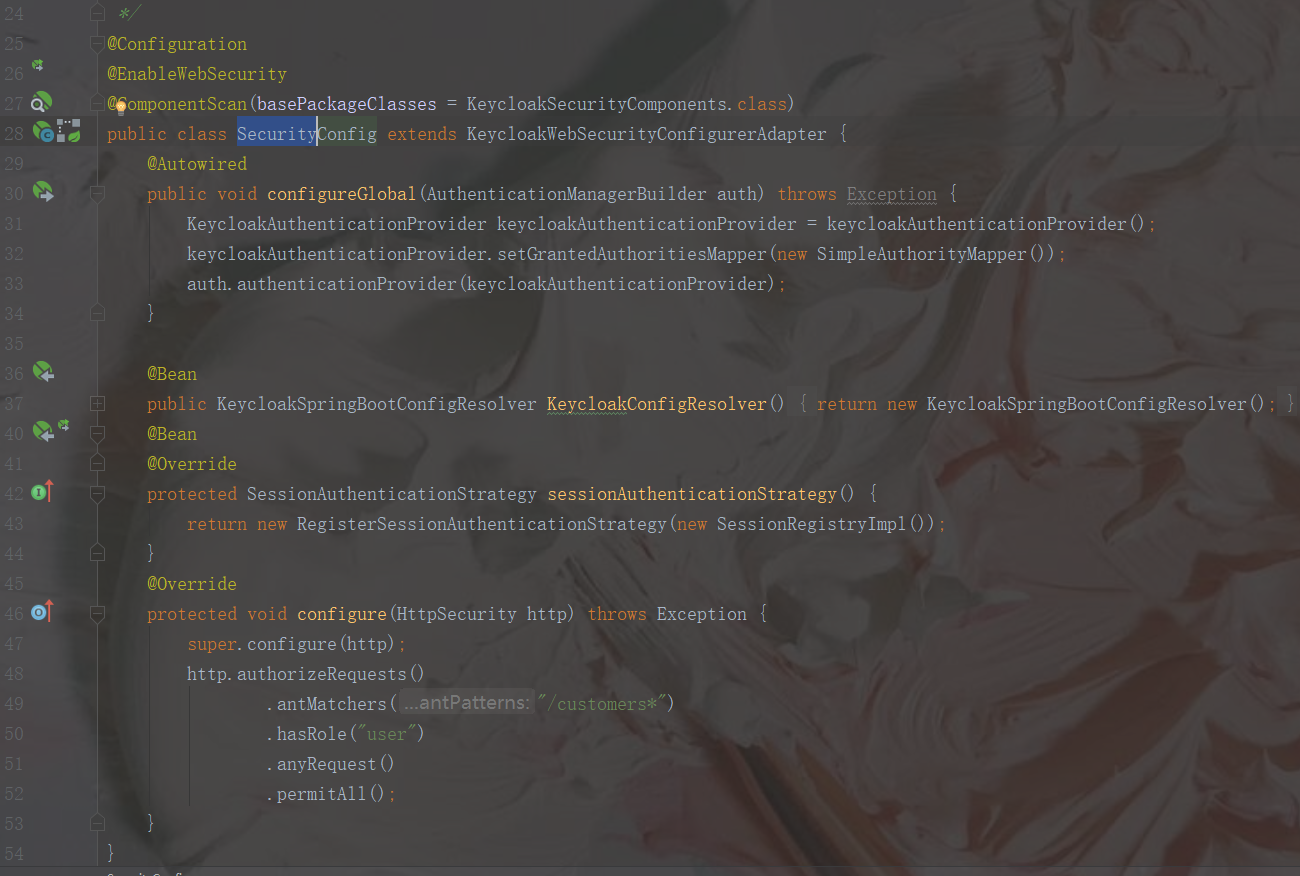 24 */
25 @Configuration
26 @EnableWebSecurity
27 @ComponentScan(basePackageClasses = KeycloakSecurityComponents.class)
28 public class SecurityConfig extends KeycloakWebSecurityConfigurerAdapter {
29 @Autowired
30 public void configureGlobal(AuthenticationManagerBuilder auth) throws Exception {
31 KeycloakAuthenticationProvider keycloakAuthenticationProvider = keycloakAuthenticationProvider();
32 keycloakAuthenticationProvider.setGrantedAuthoritiesMapper(new SimpleAuthorityMapper());
33 auth.authenticationProvider(keycloakAuthenticationProvider);
34 }
35
36 @Bean
37 public KeycloakSpringBootConfigResolver KeycloakConfigResolver() { return new KeycloakSpringBootConfigResolver(); }
40 @Bean
41 @Override
42 protected SessionAuthenticationStrategy sessionAuthenticationStrategy() {
43 return new RegisterSessionAuthenticationStrategy(new SessionRegistryImpl());
44 }
45 @Override
46 protected void configure(HttpSecurity http) throws Exception {
47 super.configure(http);
48 http.authorizeRequests()
49 .antMatchers( ...antPatterns: "/customers*")
50 .hasRole("user")
51 .anyRequest()
52 .permitAll();
53 }
54 }